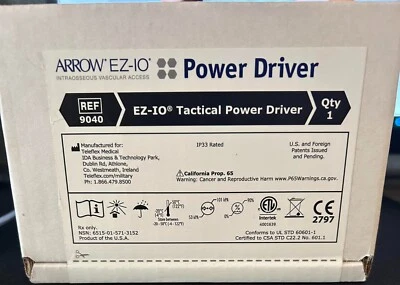 ARROW® EZ-IO® Power Driver
INTRAOSSEOUS VASCULAR ACCESS
REF 9040
EZ-IO® Tactical Power Driver
Qty 1
Manufactured for:
Teleflex Medical
IDA Business & Technology Park,
Dublin Rd, Athlone,
Co. Westmeath, Ireland
Teleflex.com/military
Ph: 1.866.479.8500
IP33 Rated
U.S. and Foreign
Patents Issued
and Pending.
California Prop. 65
Warning: Cancer and Reproductive Harm www.P65Warnings.ca.gov.
Intertek
CE
2797
Rx only.
NSN: 6515-01-571-3152
Product of the U.S.A.
Certified to UL STD 60601-1
Certified to CSA STD C22.2 No. 601.1